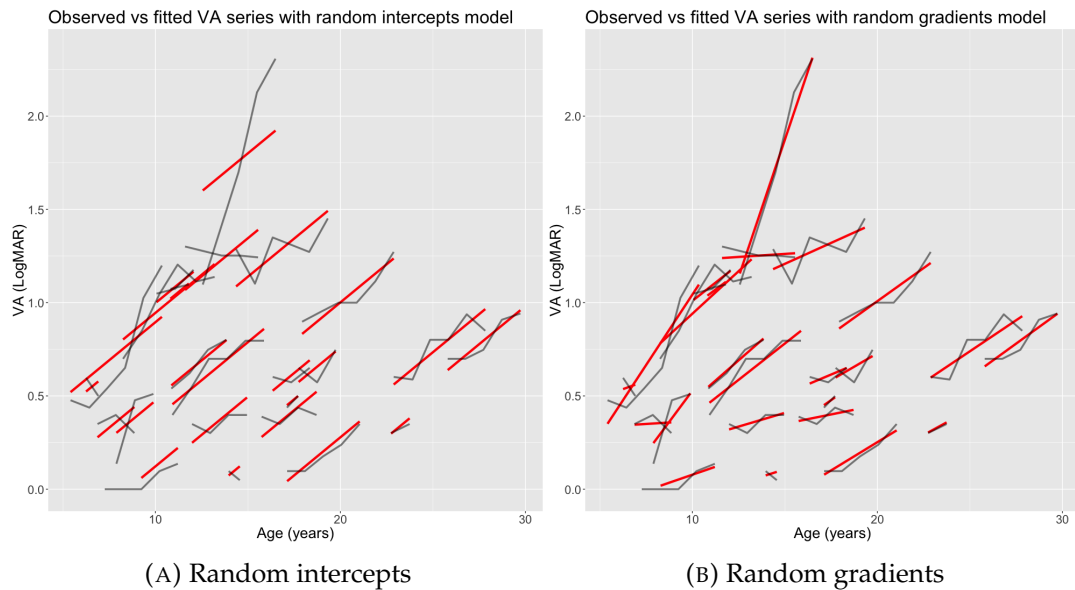 Observed vs fitted VA series with random intercepts model
2.0
1.5
1.0
0.5
0.0
VA (LogMAR)
10 20 30
Age (years)
(A) Random intercepts
Observed vs fitted VA series with random gradients model
2.0
1.5
1.0
0.5
0.0
VA (LogMAR)
10 20 30
Age (years)
(B) Random gradients